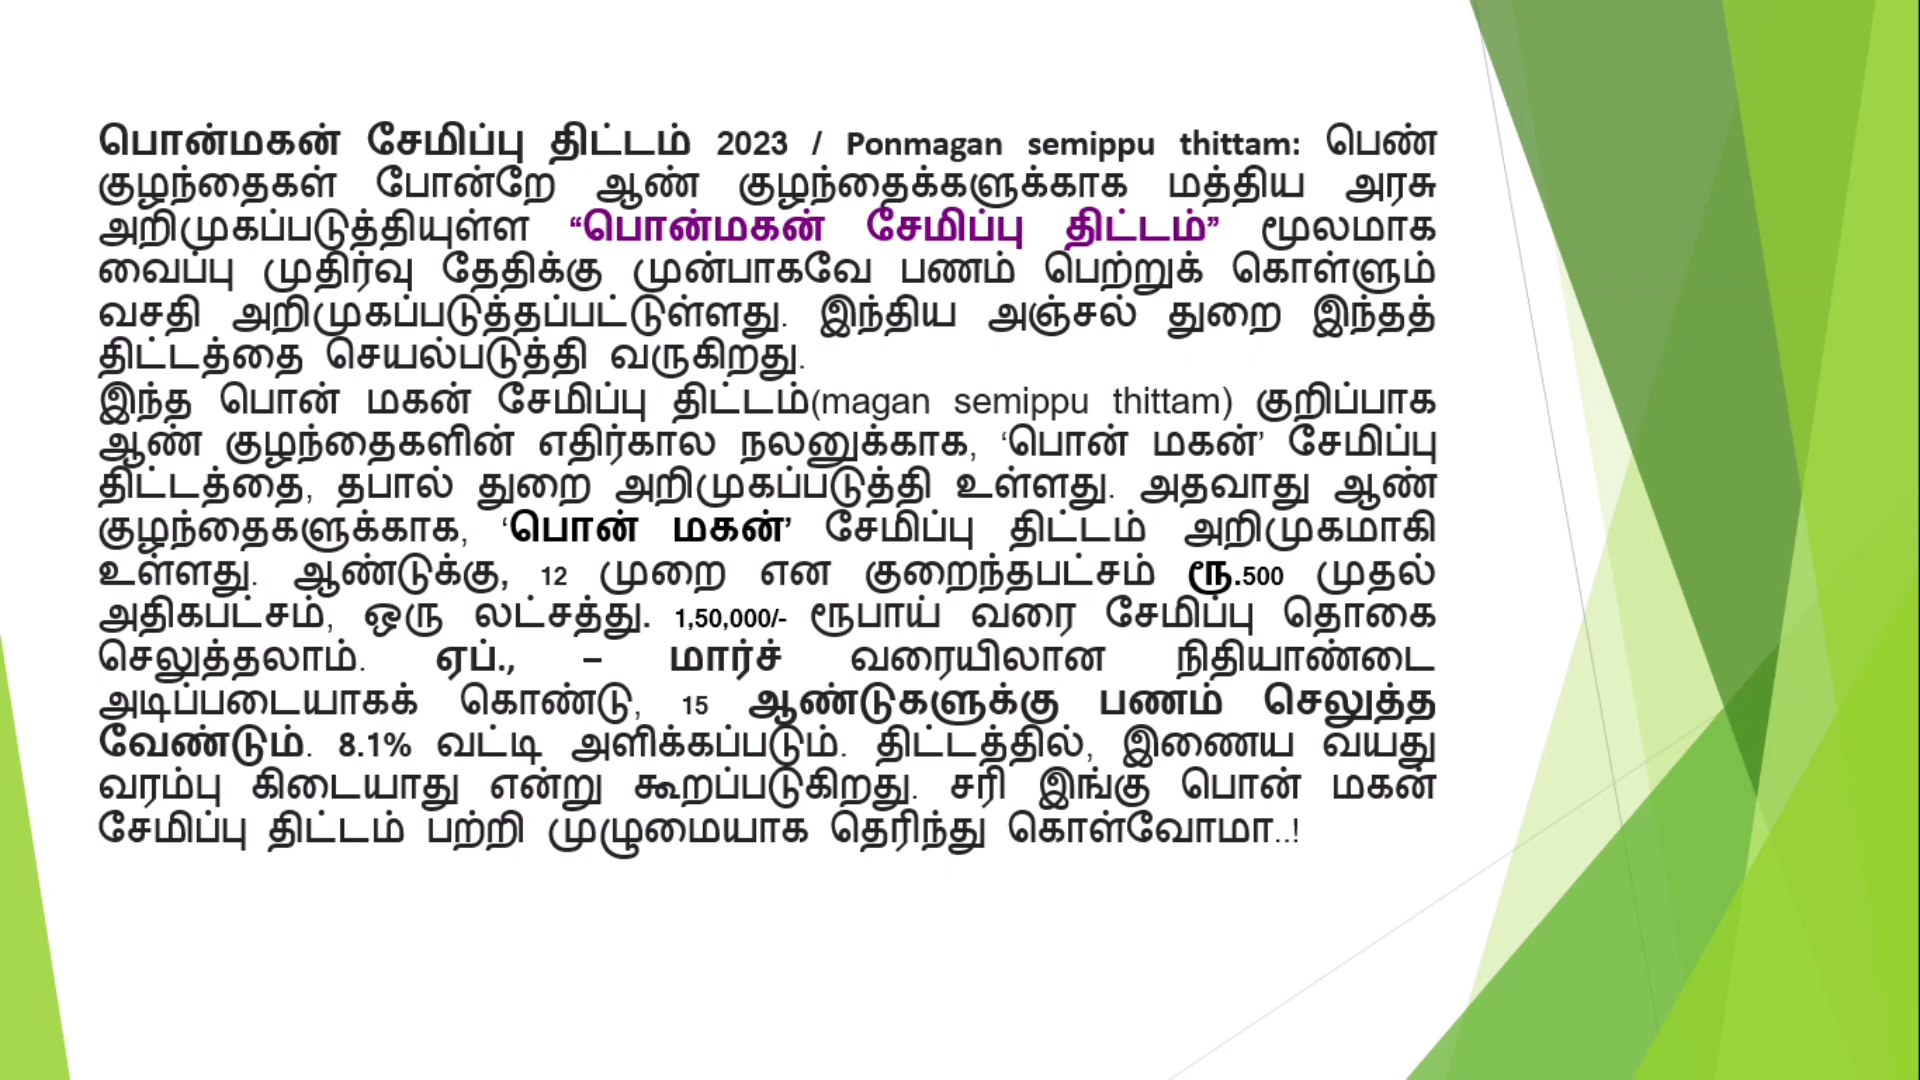 பொன்மகன் சேமிப்பு திட்டம் 2023 / Ponmagan semippu thittam: பெண்
குழந்தைகள் போன்றே ஆண் குழந்தைக்களுக்காக மத்திய அரசு
அறிமுகப்படுத்தியுள்ள “பொன்மகன் சேமிப்பு திட்டம்” மூலமாக
வைப்பு முதிர்வு தேதிக்கு முன்பாகவே பணம் பெற்றுக் கொள்ளும்
வசதி அறிமுகப்படுத்தப்பட்டுள்ளது. இந்திய அஞ்சல் துறை இந்தத்
திட்டத்தை செயல்படுத்தி வருகிறது.
இந்த பொன் மகன் சேமிப்பு திட்டம்(magan semippu thittam) குறிப்பாக
ஆண் குழந்தைகளின் எதிர்கால நலனுக்காக, ‘பொன் மகன்’ சேமிப்பு
திட்டத்தை, தபால் துறை அறிமுகப்படுத்தி உள்ளது. அதவாது ஆண்
குழந்தைகளுக்காக, ‘பொன் மகன்’ சேமிப்பு திட்டம் அறிமுகமாகி
உள்ளது. ஆண்டுக்கு, 12 முறை என குறைந்தபட்சம் ரூ.500 முதல்
அதிகபட்சம், ஒரு லட்சத்து. 1,50,000/- ரூபாய் வரை சேமிப்பு தொகை
செலுத்தலாம். ஏப்., – மார்ச் வரையிலான நிதியாண்டை
அடிப்படையாகக் கொண்டு, 15 ஆண்டுகளுக்கு பணம் செலுத்த
வேண்டும். 8.1% வட்டி அளிக்கப்படும். திட்டத்தில், இணைய வயது
வரம்பு கிடையாது என்று கூறப்படுகிறது. சரி இங்கு பொன் மகன்
சேமிப்பு திட்டம் பற்றி முழுமையாக தெரிந்து கொள்வோமா..!